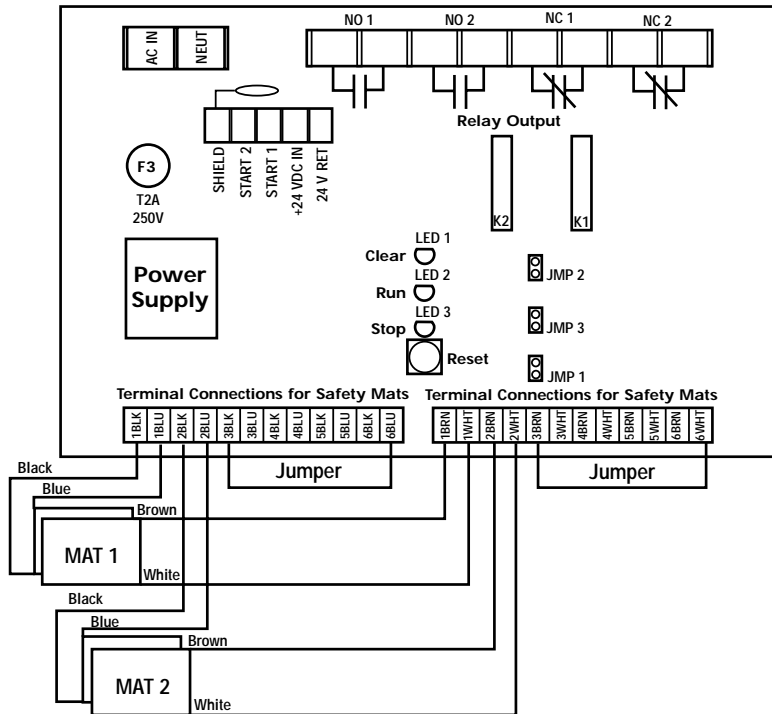 NO 1 NO 2 NC 1 NC 2
AC IN
NEUT
Relay Output
SHIELD
START 2
START 1
+24 VDC IN
24 V RET
F3
T2A
250V
K2 K1
Power
Supply
LED 1
Clear
LED 2
Run
LED 3
Stop
Reset
JMP 2
JMP 3
JMP 1
Terminal Connections for Safety Mats
1BLK
1BLU
2BLK
2BLU
3BLK
3BLU
4BLK
4BLU
5BLK
5BLU
6BLK
6BLU
Terminal Connections for Safety Mats
1BRN
1WHT
2BRN
2WHT
3BRN
3WHT
4BRN
4WHT
5BRN
5WHT
6BRN
6WHT
Jumper
Jumper
Black
Blue
Brown
MAT 1
White
Black
Blue
Brown
MAT 2
White